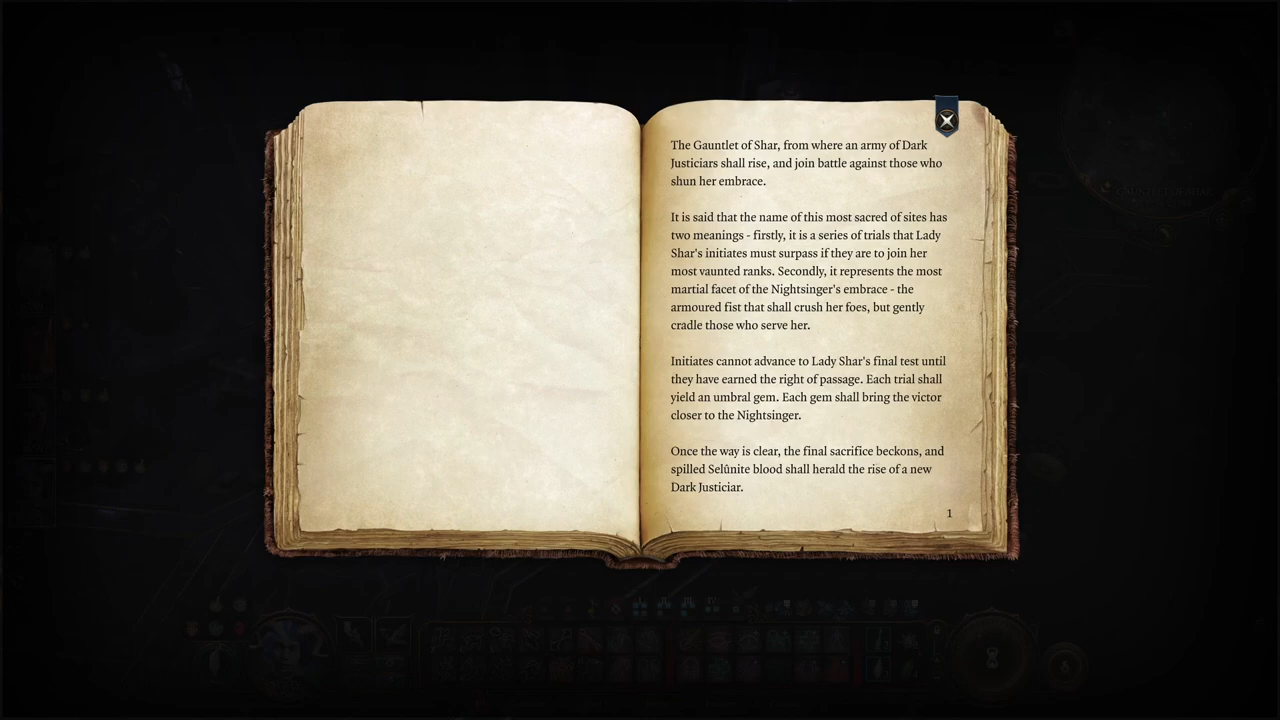 The Gauntlet of Shar, from where an army of Dark
Justiciars shall rise, and join battle against those who
shun her embrace.
It is said that the name of this most sacred of sites has
two meanings - firstly, it is a series of trials that Lady
Shar's initiates must surpass if they are to join her
most vaunted ranks. Secondly, it represents the most
martial facet of the Nightsinger's embrace - the
armoured fist that shall crush her foes, but gently
cradle those who serve her.
Initiates cannot advance to Lady Shar's final test until
they have earned the right of passage. Each trial shall
yield an umbral gem. Each gem shall bring the victor
closer to the Nightsinger.
Once the way is clear, the final sacrifice beckons, and
spilled Selûnite blood shall herald the rise of a new
Dark Justiciar.
1